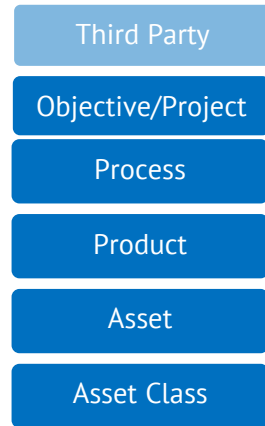 Third Party
Objective/Project
Process
Product
Asset
Asset Class